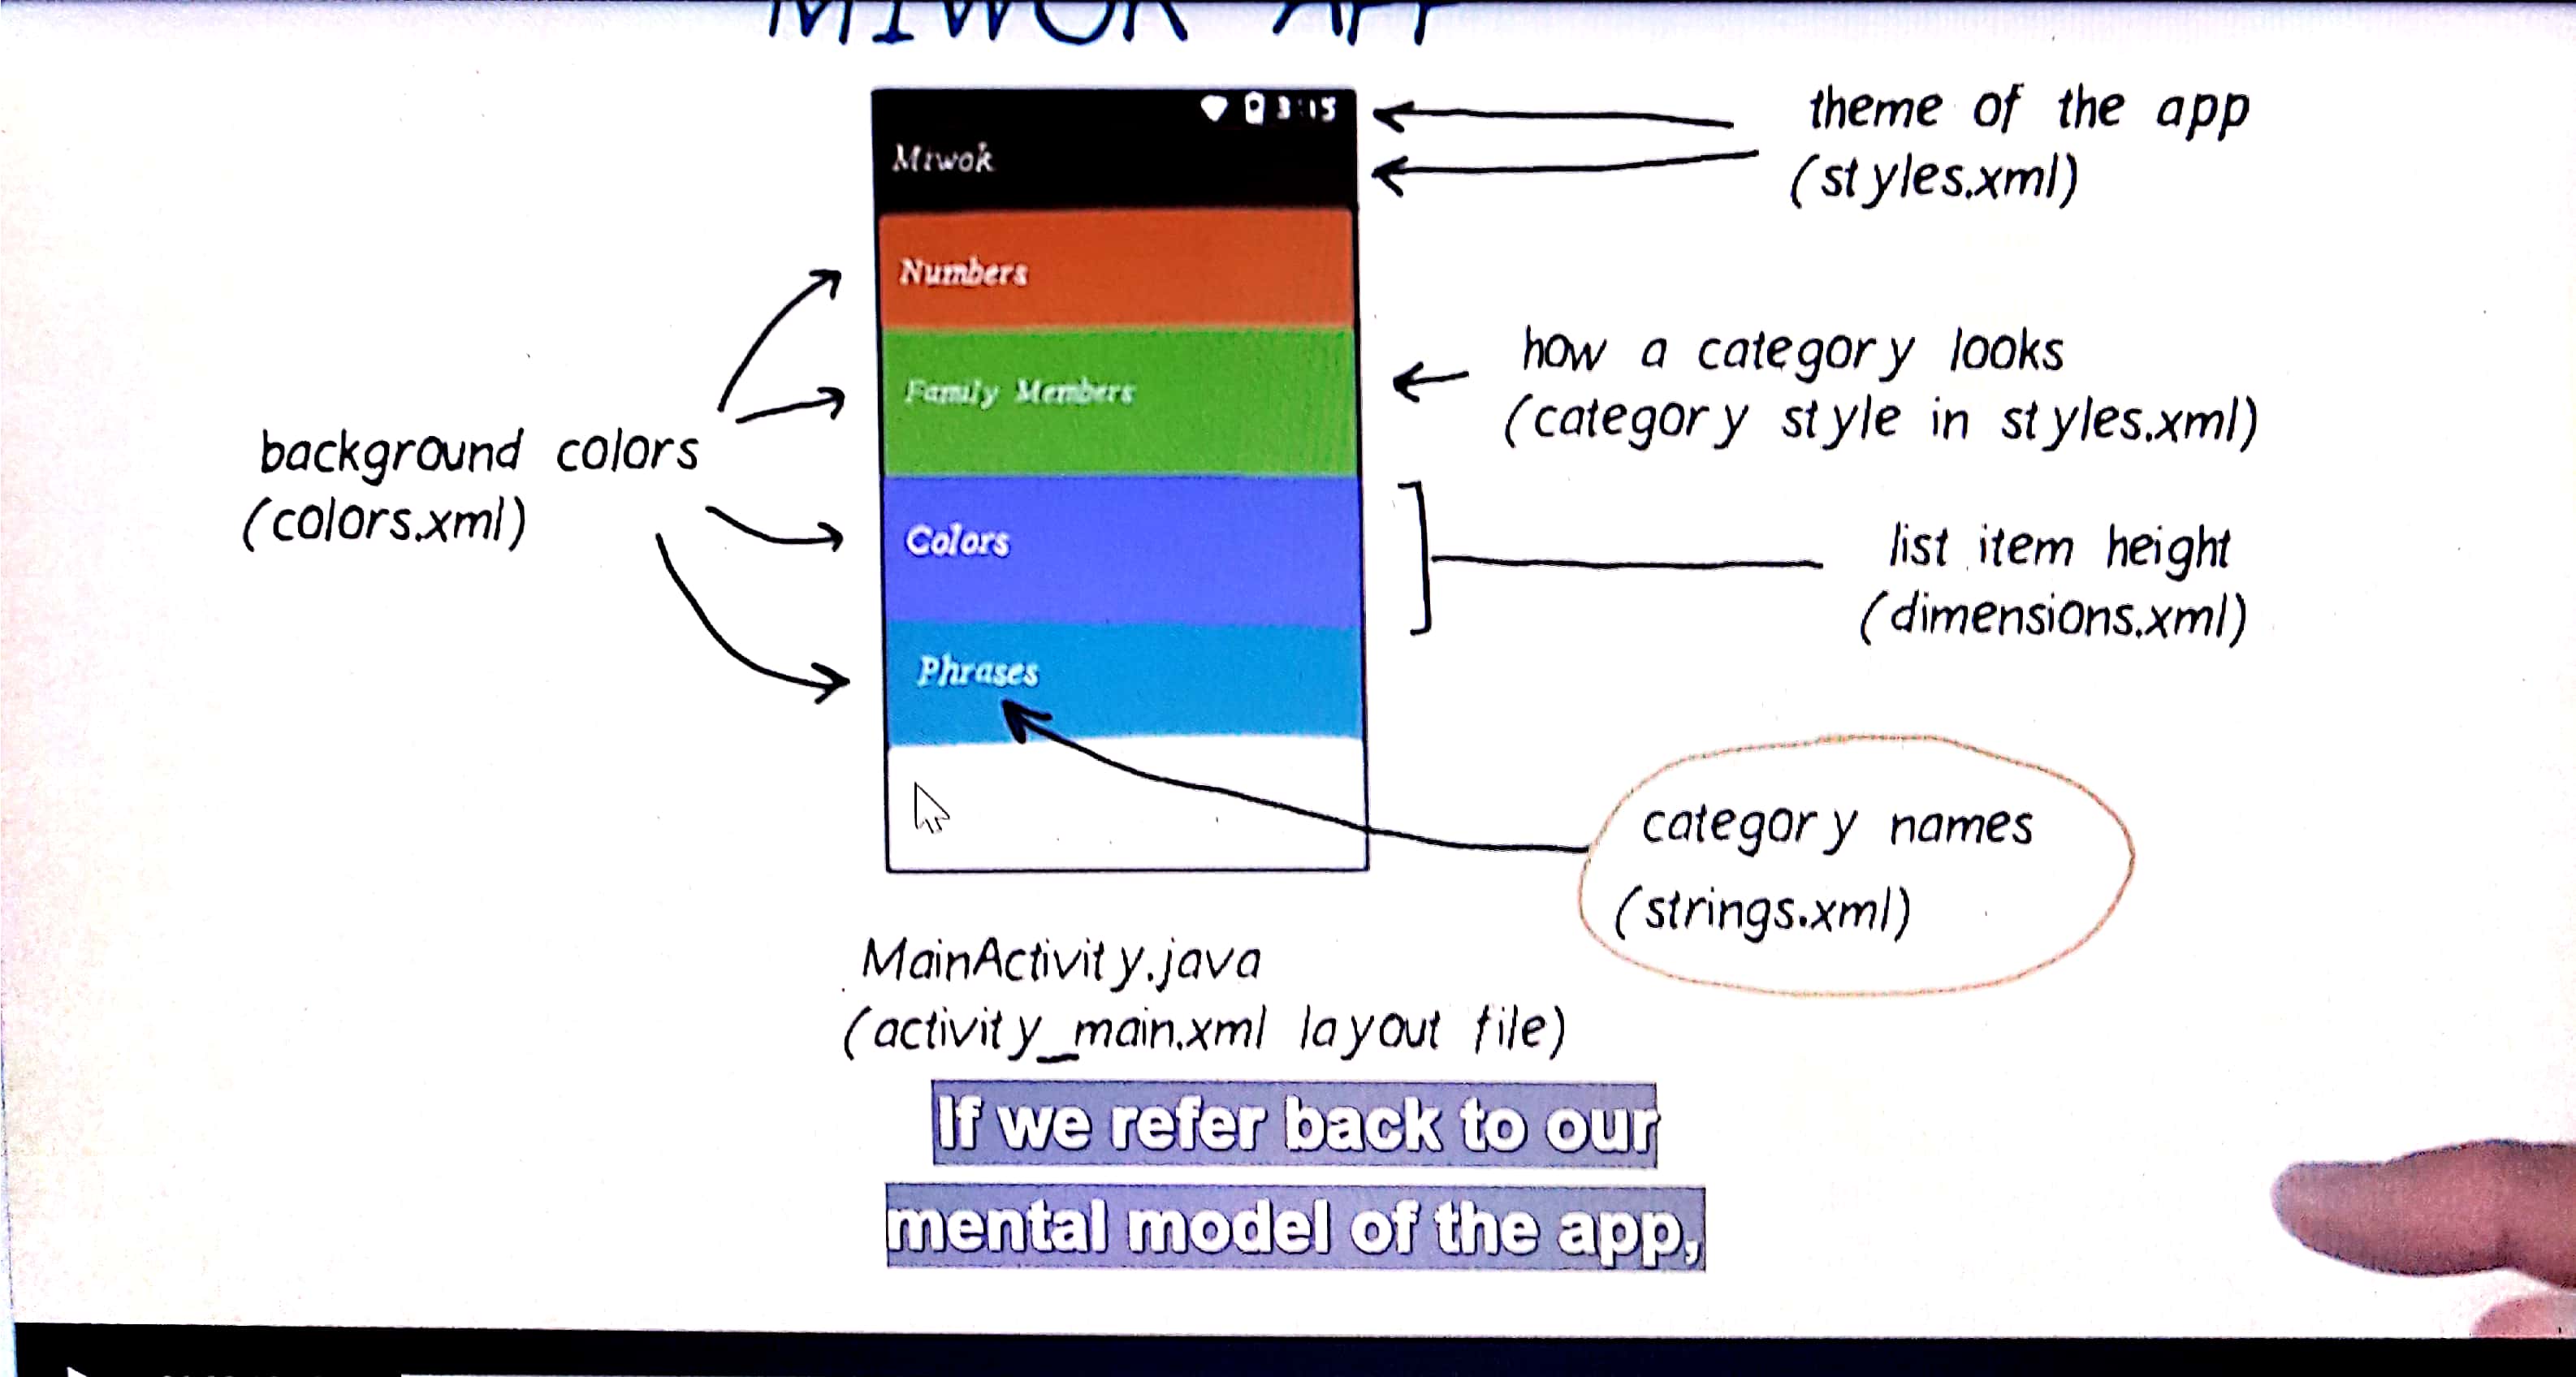 MIWOK APP
3:15
Miwok
theme of the app
(styles.xml)
Numbers
Family Members
how a category looks
(category style in styles.xml)
background colors
(colors.xml)
Colors
list item height
(dimensions.xml)
Phrases
category names
(strings.xml)
MainActivity.java
(activity_main.xml layout file)
If we refer back to our
mental model of the app,